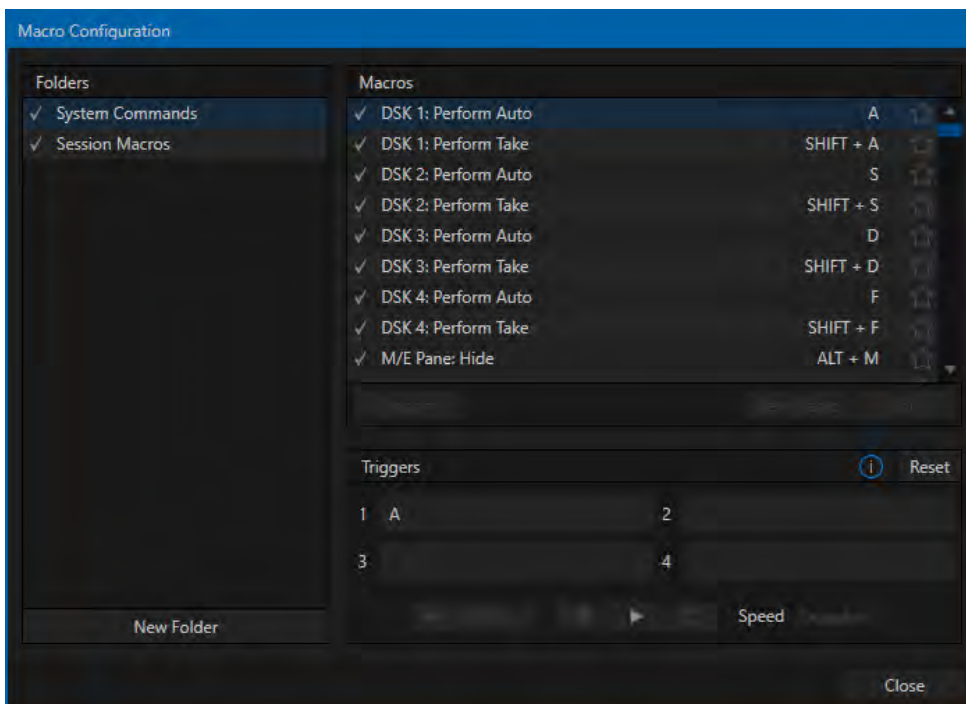 Macro Configuration
Folders
System Commands
Session Macros
New Folder
Macros
DSK 1: Perform Auto A
DSK 1: Perform Take SHIFT + A
DSK 2: Perform Auto S
DSK 2: Perform Take SHIFT + S
DSK 3: Perform Auto D
DSK 3: Perform Take SHIFT + D
DSK 4: Perform Auto F
DSK 4: Perform Take SHIFT + F
M/E Pane: Hide ALT + M
Triggers Reset
1 A 2
3 4
Speed
Close